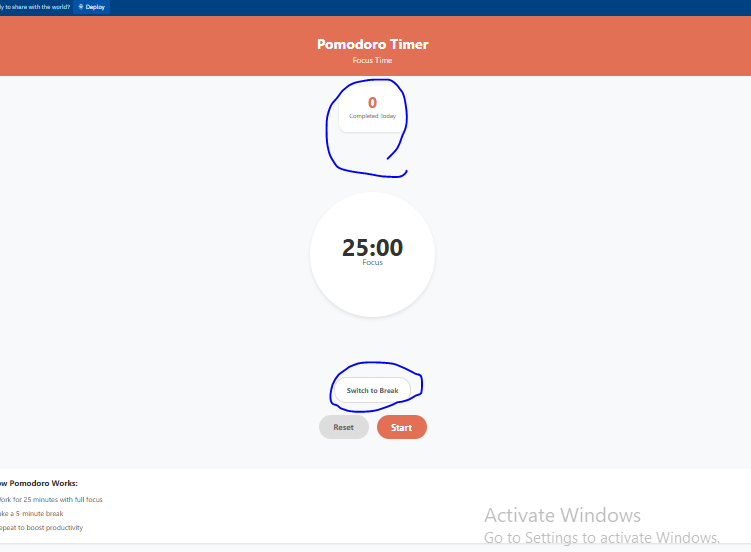 ly to share with the world? Deploy
Pomodoro Timer
Focus Time
0
Completed Today
25:00
Focus
Switch to Break
Reset Start
ow Pomodoro Works:
ork for 25 minutes with full focus
ake a 5-minute break
epeat to boost productivity
Activate Windows
Go to Settings to activate Windows.